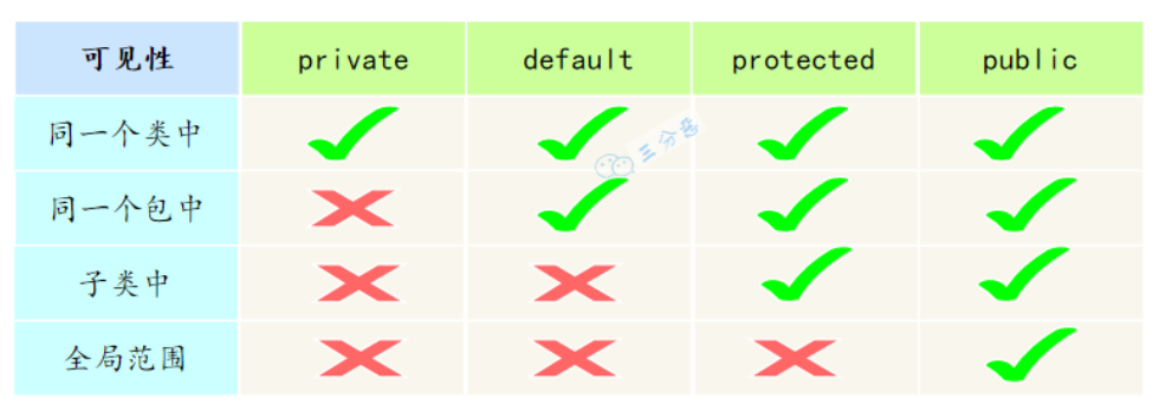 可见性 private default protected public
同一个类中
三分恶
同一个包中
子类中
全局范围